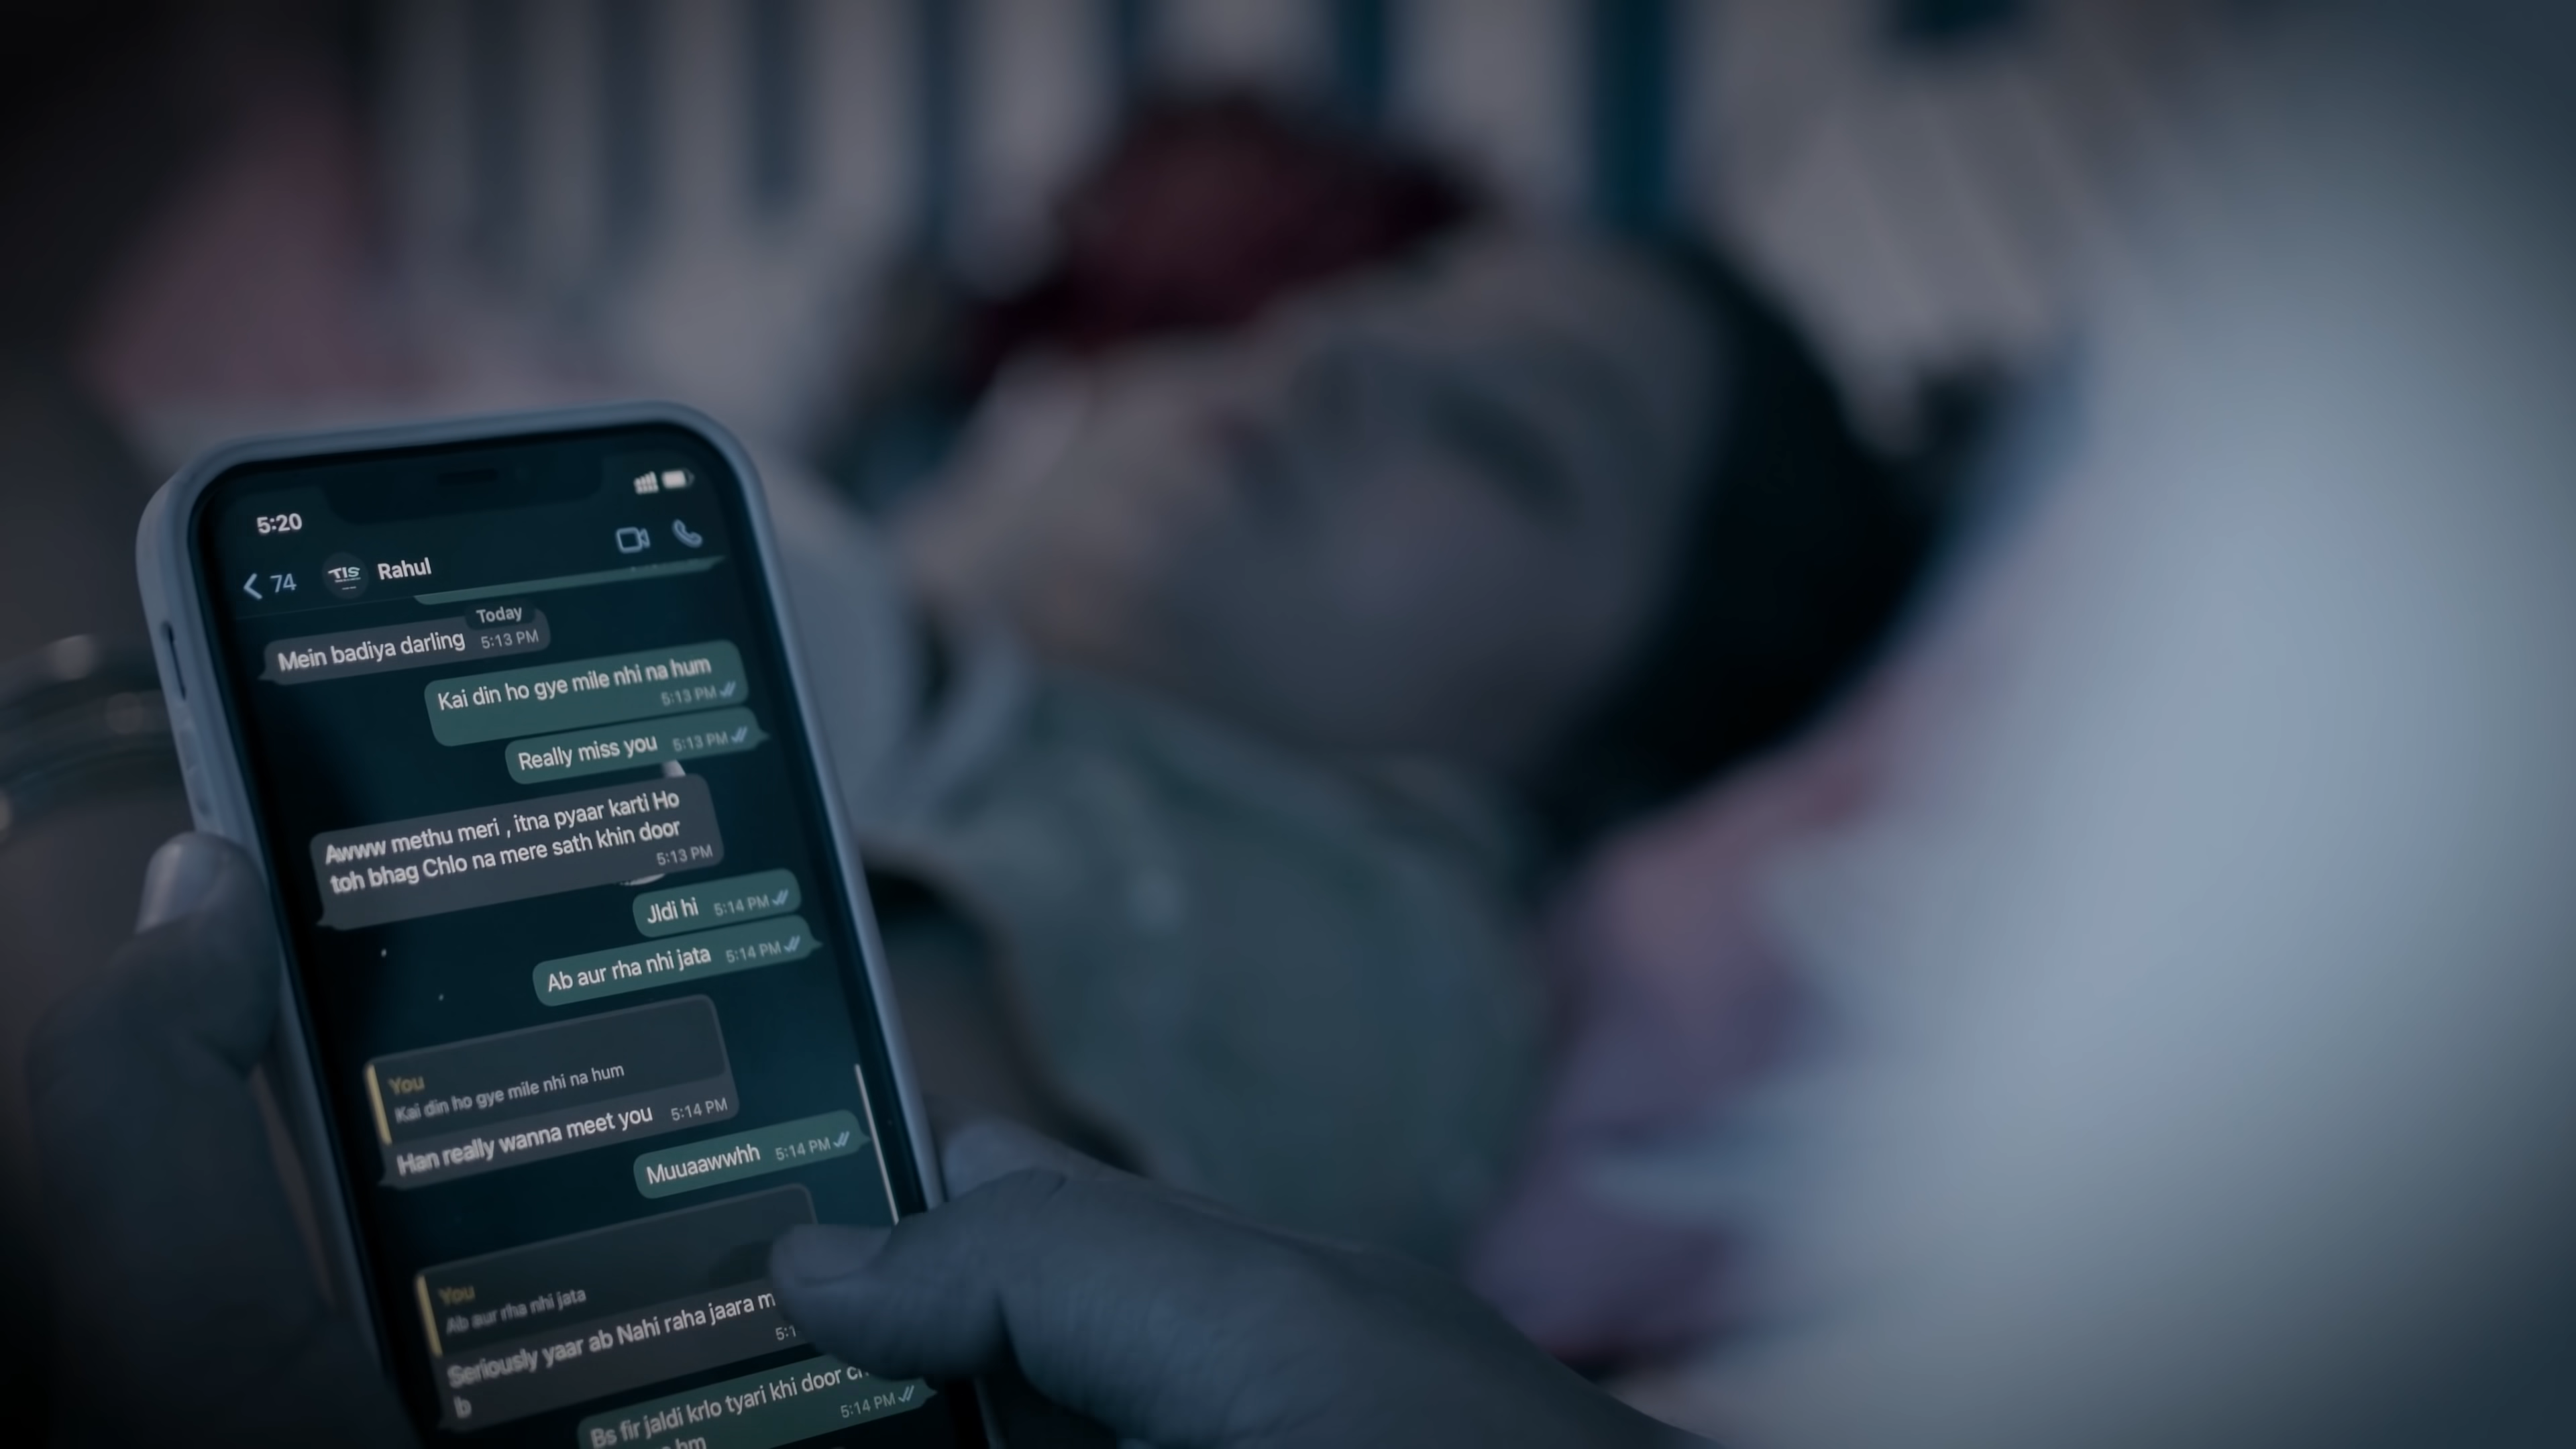 5:20
74
TIS
Rahul
Today
Mein badiya darling 5:13 PM
Kai din ho gye mile nhi na hum
5:13 PM
Really miss you 5:13 PM
Awww methu meri , itna pyaar karti Ho
toh bhag Chlo na mere sath khin door
5:13 PM
Jldi hi 5:14 PM
Ab aur rha nhi jata 5:14 PM
You
Kai din ho gye mile nhi na hum
Han really wanna meet you 5:14 PM
Muuaawwhh 5:14 PM
You
Ab aur rha nhi jata
Seriously yaar ab Nahi raha jaara
Bs fir jaldi krlo tyari khi door
5:14 PM
hm